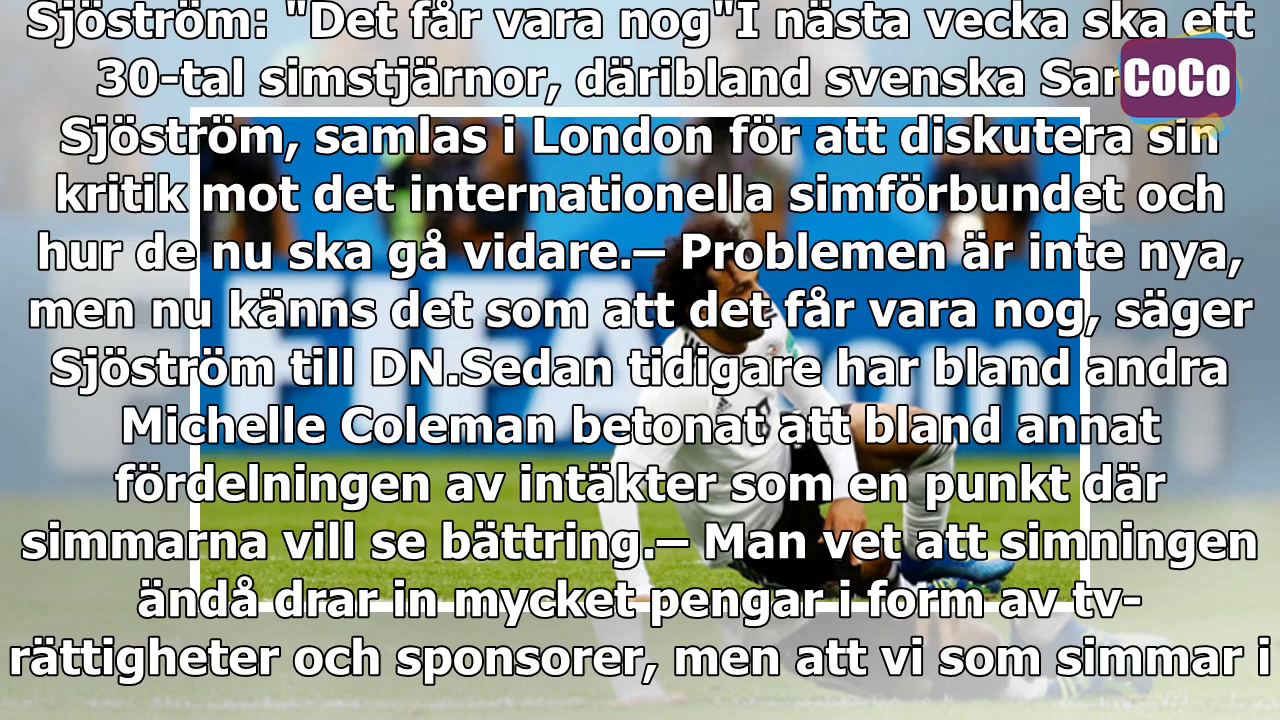 Sjöström: "Det får vara nog"I nästa vecka ska ett
30-tal simstjärnor, däribland svenska
CoCo
Sjöström, samlas i London för att diskutera sin
kritik mot det internationella simförbundet och
hur de nu ska gå vidare.– Problemen är inte nya,
men nu känns det som att det får vara nog, säger
Sjöström till DN.Sedan tidigare har bland andra
Michelle Coleman betonat att bland annat
fördelningen av intäkter som en punkt där
simmarna vill se bättring.– Man vet att simningen
ändå drar in mycket pengar i form av tv-
rättigheter och sponsorer, men att vi som simmar i